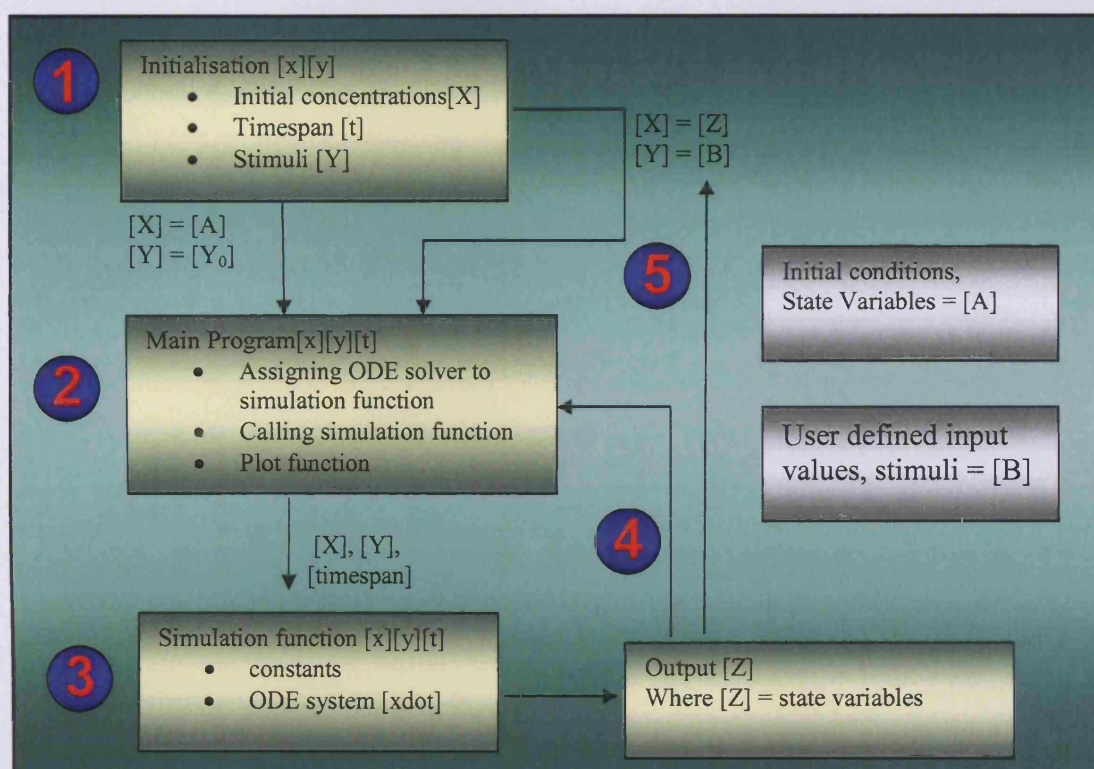 1
Initialisation [x][y]
• Initial concentrations[X]
• Timespan [t]
• Stimuli [Y]
[X] = [Z]
[Y] = [B]
[X] = [A]
[Y] = [Y₀]
5
Initial conditions,
State Variables = [A]
2
Main Program[x][y][t]
• Assigning ODE solver to
simulation function
• Calling simulation function
• Plot function
User defined input
values, stimuli = [B]
4
[X], [Y],
[timespan]
3
Simulation function [x][y][t]
• constants
• ODE system [xdot]
Output [Z]
Where [Z] = state variables